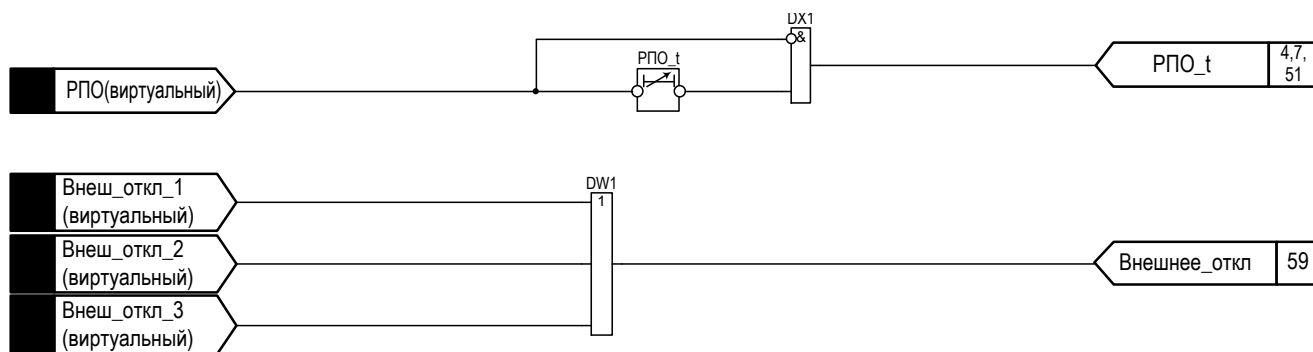 DX1
&
РПО_t
РПО(виртуальный)
РПО_t
4,7,
51
Внеш_откл_1
(виртуальный)
DW1
1
Внеш_откл_2
(виртуальный)
Внешнее_откл
59
Внеш_откл_3
(виртуальный)